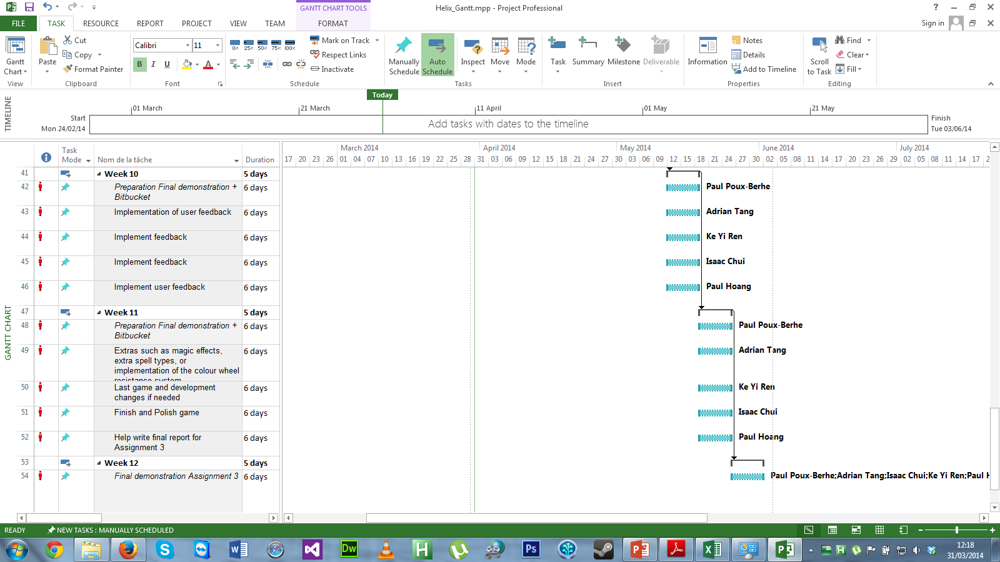 GANTT CHART TOOLS
Helix_Gantt.mpp - Project Professional
FILE TASK RESOURCE REPORT PROJECT VIEW TEAM FORMAT
Sign in
Gantt Chart
View
Paste
Cut
Copy
Format Painter
Clipboard
Calibri 11
B I U A
Font
0% 25% 50% 75% 100%
Mark on Track
Respect Links
Inactivate
Schedule
Manually Schedule
Auto Schedule
Inspect
Move
Mode
Tasks
Task
Summary
Milestone
Deliverable
Insert
Information
Notes
Details
Add to Timeline
Properties
Scroll to Task
Find
Clear
Fill
Editing
TIMELINE
Today
01 March 21 March 11 April 01 May 21 May
Start
Mon 24/02/14
Add tasks with dates to the timeline
Finish
Tue 03/06/14
GANTT CHART
Task Mode Nom de la tâche Duration
March 2014 April 2014 May 2014 June 2014 July 2014
17 20 23 26 01 04 07 10 13 16 19 22 25 28 31 03 06 09 12 15 18 21 24 27 30 03 06 09 12 15 18 21 24 27 30 02 05 08 11 14 17 20 23 26 29 02 05 08 11 14 17 2
41 Week 10 5 days
42 Preparation Final demonstration + Bitbucket 6 days Paul Poux-Berhe
43 Implementation of user feedback 6 days Adrian Tang
44 Implement feedback 6 days Ke Yi Ren
45 Implement feedback 6 days Isaac Chui
46 Implement user feedback 6 days Paul Hoang
47 Week 11 5 days
48 Preparation Final demonstration + Bitbucket 6 days Paul Poux-Berhe
49 Extras such as magic effects, extra spell types, or implementation of the colour wheel resistance system 6 days Adrian Tang
50 Last game and development changes if needed 6 days Ke Yi Ren
51 Finish and Polish game 6 days Isaac Chui
52 Help write final report for Assignment 3 6 days Paul Hoang
53 Week 12 5 days
54 Final demonstration Assignment 3 6 days Paul Poux-Berhe;Adrian Tang;Isaac Chui;Ke Yi Ren;Paul H
READY NEW TASKS : MANUALLY SCHEDULED
12:18
31/03/2014